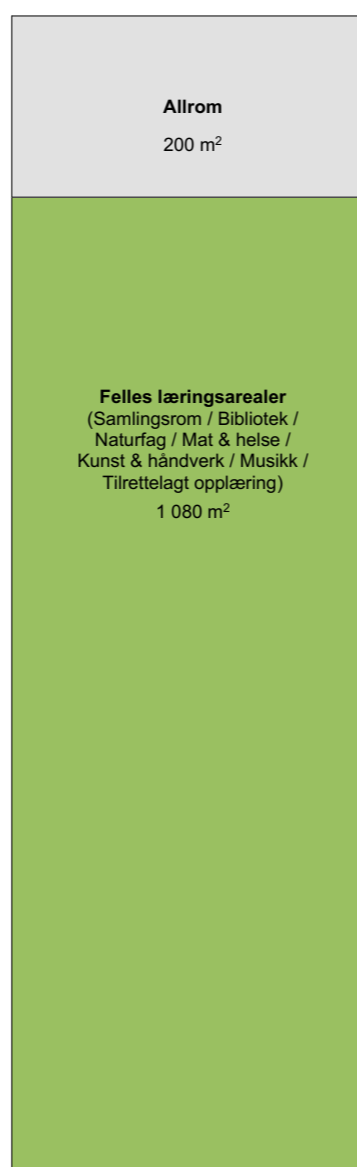 Allrom
200 m²
Felles læringsarealer
(Samlingsrom / Bibliotek /
Naturfag / Mat & helse /
Kunst & håndverk / Musikk /
Tilrettelagt opplæring)
1 080 m²